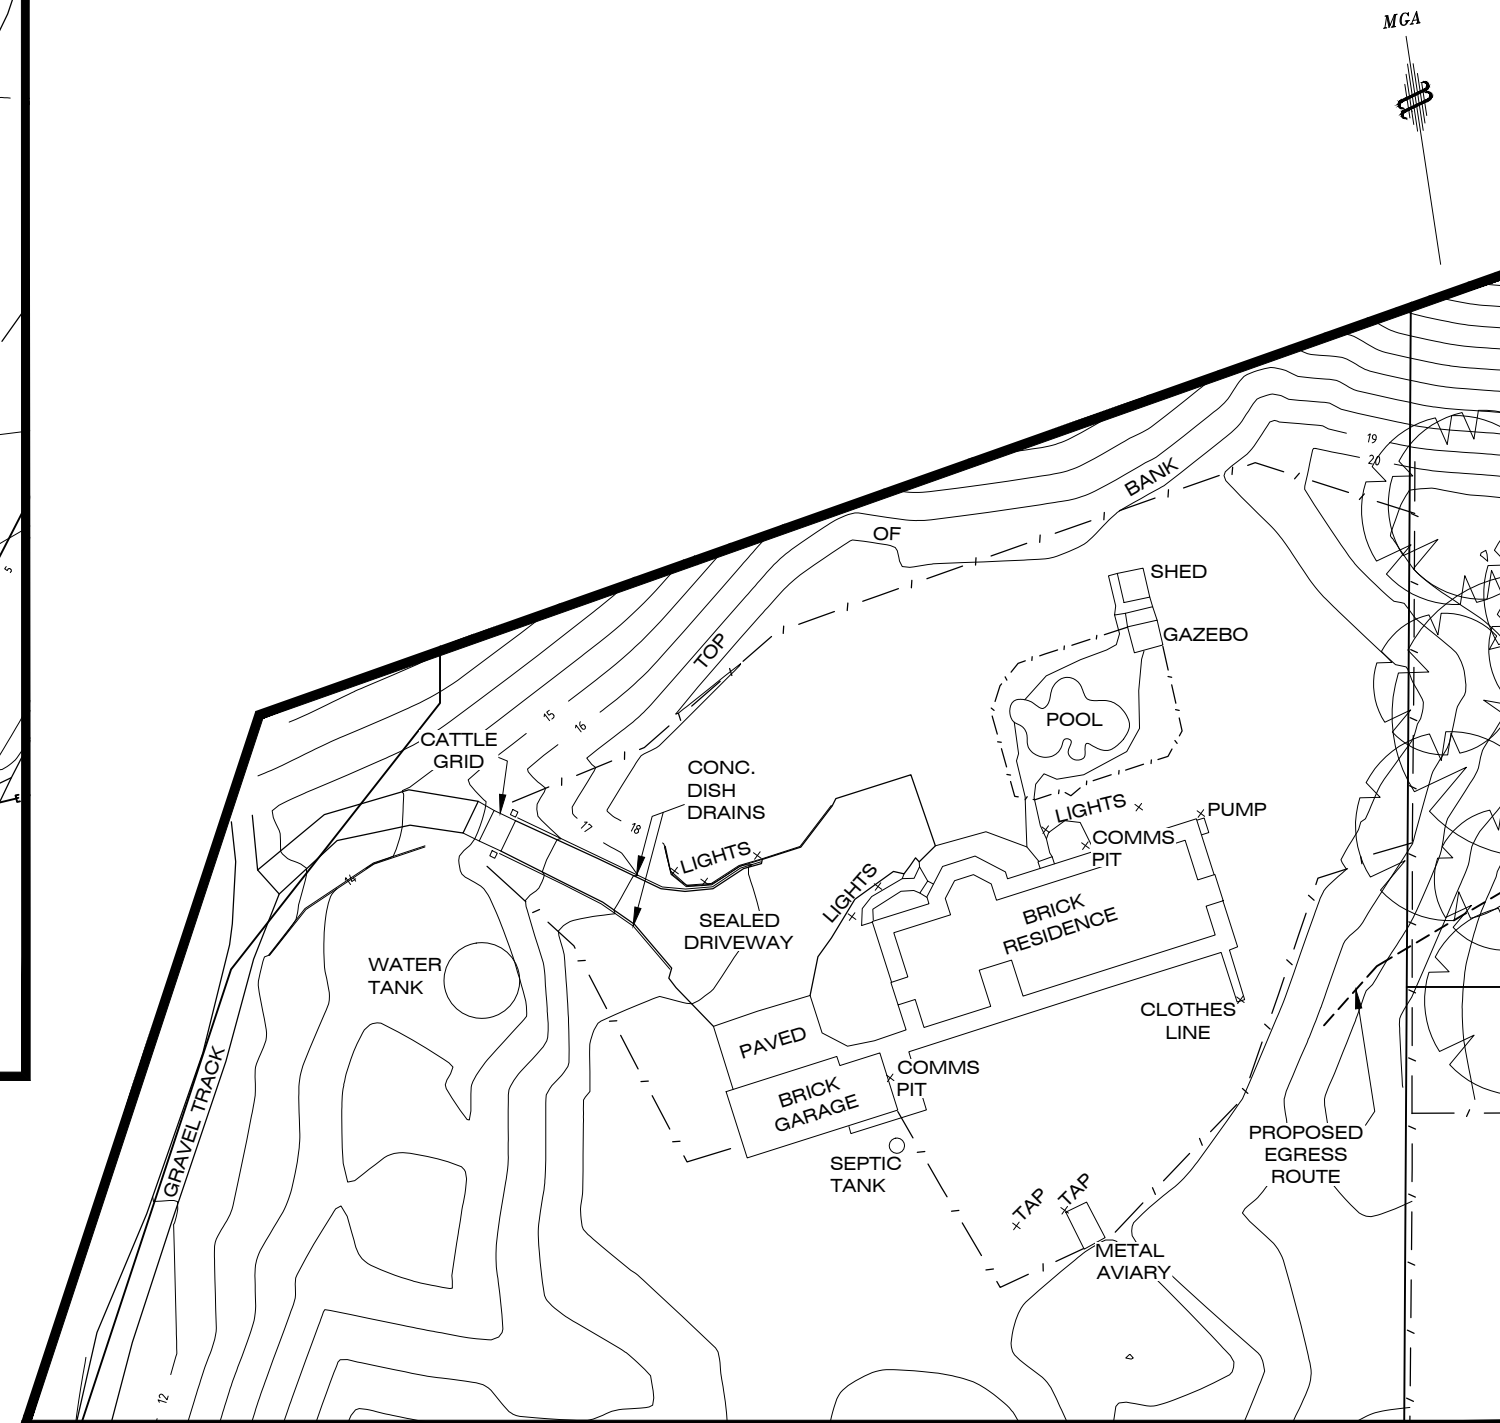 MGA
19
20
BANK
OF
TOP
SHED
GAZEBO
POOL
15
16
CATTLE
GRID
CONC.
DISH
DRAINS
17
18
LIGHTS
LIGHTS
LIGHTS
PUMP
COMMS
PIT
14
BRICK
RESIDENCE
SEALED
DRIVEWAY
WATER
TANK
CLOTHES
LINE
PAVED
COMMS
PIT
BRICK
GARAGE
GRAVEL TRACK
SEPTIC
TANK
PROPOSED
EGRESS
ROUTE
TAP
TAP
METAL
AVIARY
12
5